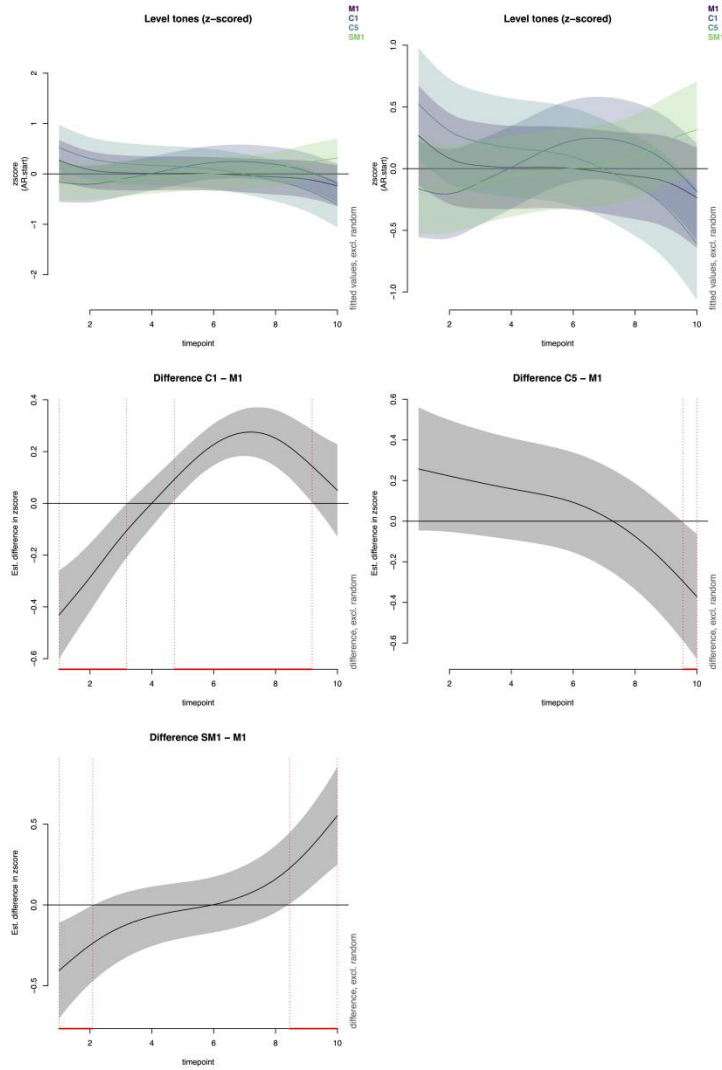 Level tones (z−scored)
M1
C1
C5
SM1
2
1
0
−1
−2
zscore
(AR.start)
2
4
6
8
10
timepoint
fitted values, excl. random
Level tones (z−scored)
M1
C1
C5
SM1
1.0
0.5
0.0
−0.5
−1.0
zscore
(AR.start)
2
4
6
8
10
timepoint
fitted values, excl. random
Difference C1 − M1
0.4
0.2
0.0
−0.2
−0.4
−0.6
Est. difference in zscore
2
4
6
8
10
timepoint
difference, excl. random
Difference C5 − M1
0.6
0.4
0.2
0.0
−0.2
−0.4
−0.6
Est. difference in zscore
2
4
6
8
10
timepoint
difference, excl. random
Difference SM1 − M1
0.5
0.0
−0.5
Est. difference in zscore
2
4
6
8
10
timepoint
difference, excl. random